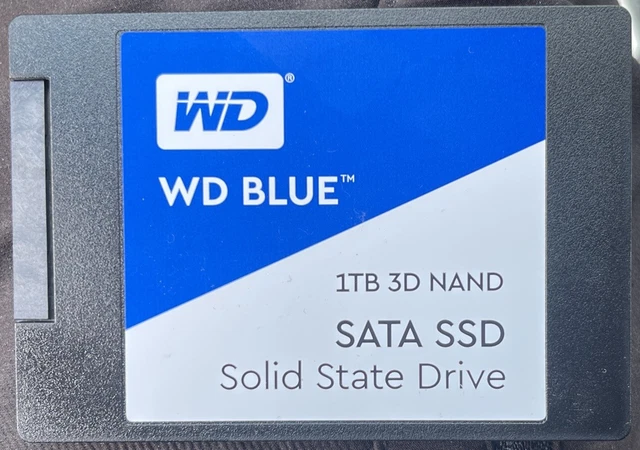 WD®
WD BLUE™
1TB 3D NAND
SATA SSD
Solid State Drive